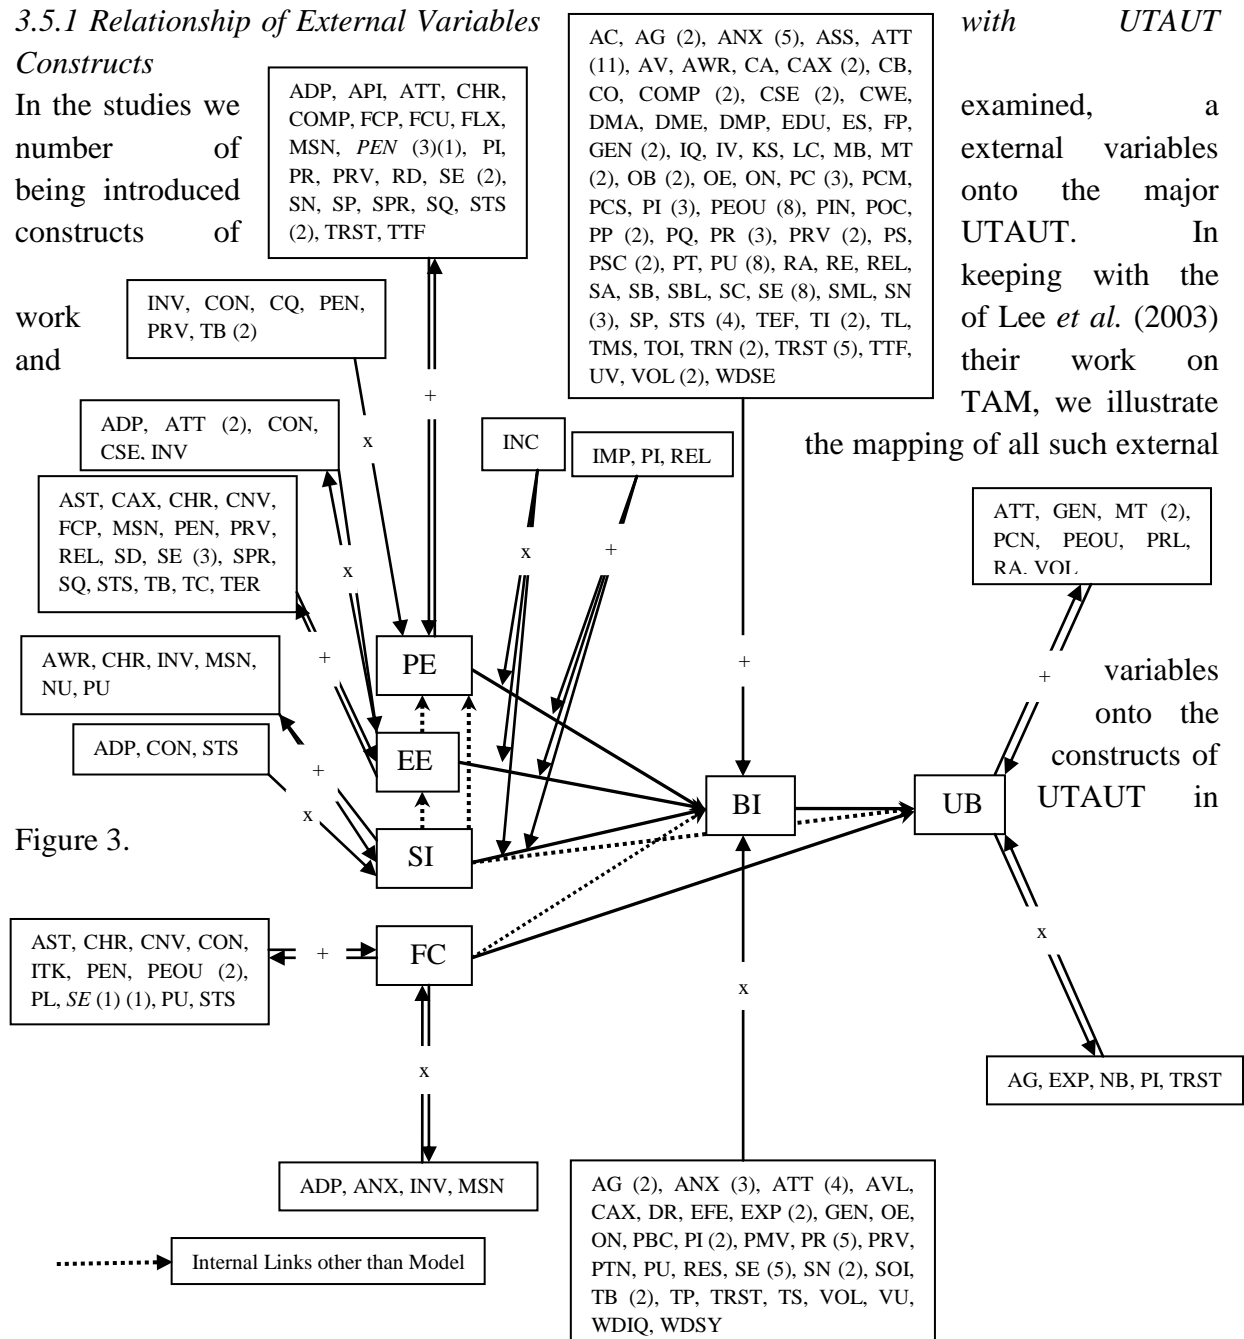 3.5.1 Relationship of External Variables with UTAUT
Constructs
In the studies we examined, a
number of external variables
being introduced onto the major
constructs of UTAUT. In
keeping with the
work of Lee et al. (2003)
and their work on
TAM, we illustrate
the mapping of all such external
variables
onto the
constructs of
UTAUT in
Figure 3.
ADP, API, ATT, CHR,
COMP, FCP, FCU, FLX,
MSN, PEN (3)(1), PI,
PR, PRV, RD, SE (2),
SN, SP, SPR, SQ, STS
(2), TRST, TTF
AC, AG (2), ANX (5), ASS, ATT
(11), AV, AWR, CA, CAX (2), CB,
CO, COMP (2), CSE (2), CWE,
DMA, DME, DMP, EDU, ES, FP,
GEN (2), IQ, IV, KS, LC, MB, MT
(2), OB (2), OE, ON, PC (3), PCM,
PCS, PI (3), PEOU (8), PIN, POC,
PP (2), PQ, PR (3), PRV (2), PS,
PSC (2), PT, PU (8), RA, RE, REL,
SA, SB, SBL, SC, SE (8), SML, SN
(3), SP, STS (4), TEF, TI (2), TL,
TMS, TOI, TRN (2), TRST (5), TTF,
UV, VOL (2), WDSE
INV, CON, CQ, PEN,
PRV, TB (2)
ADP, ATT (2), CON,
CSE, INV
AST, CAX, CHR, CNV,
FCP, MSN, PEN, PRV,
REL, SD, SE (3), SPR,
SQ, STS, TB, TC, TER
AWR, CHR, INV, MSN,
NU, PU
ADP, CON, STS
INC
IMP, PI, REL
ATT, GEN, MT (2),
PCN, PEOU, PRL,
RA, VOL
+
x
x
x
+
+
+
x
+
+
PE
EE
SI
FC
BI
UB
AST, CHR, CNV, CON,
ITK, PEN, PEOU (2),
PL, SE (1) (1), PU, STS
+
x
x
x
AG, EXP, NB, PI, TRST
ADP, ANX, INV, MSN
AG (2), ANX (3), ATT (4), AVL,
CAX, DR, EFE, EXP (2), GEN, OE,
ON, PBC, PI (2), PMV, PR (5), PRV,
PTN, PU, RES, SE (5), SN (2), SOI,
TB (2), TP, TRST, TS, VOL, VU,
WDIQ, WDSY
Internal Links other than Model